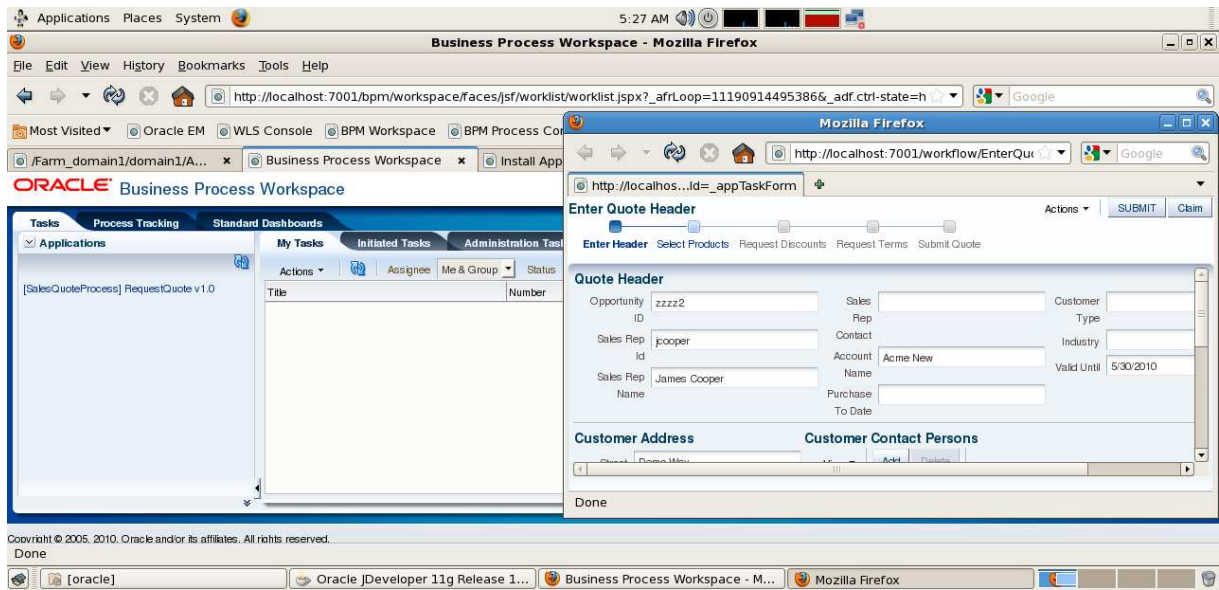 Applications Places System 5:27 AM
Business Process Workspace - Mozilla Firefox
File Edit View History Bookmarks Tools Help
http://localhost:7001/bpm/workspace/faces/jsf/worklist/worklist.jspx?_afrLoop=11190914495386&_adf.ctrl-state=h Google
Most Visited Oracle EM WLS Console BPM Workspace BPM Process Cor
/Farm_domain1/domain1/A... Business Process Workspace Install App
ORACLE Business Process Workspace
Tasks Process Tracking Standard Dashboards
Applications
[SalesQuoteProcess] RequestQuote v1.0
My Tasks Initiated Tasks Administration Tas
Actions Assignee Me & Group Status
Title Number
Mozilla Firefox
http://localhost:7001/workflow/EnterQuo Google
http://localhos...Id=_appTaskForm
Enter Quote Header Actions SUBMIT Claim
Enter Header Select Products Request Discounts Request Terms Submit Quote
Quote Header
Opportunity ID zzzz2
Sales Rep Id jcooper
Sales Rep Name James Cooper
Sales Rep Contact
Account Name Acme New
Purchase To Date
Customer Type
Industry
Valid Until 5/30/2010
Customer Address Customer Contact Persons
Street Demo Way Add Delete
Done
Copyright © 2005, 2010, Oracle and/or its affiliates. All rights reserved.
Done
[oracle] Oracle JDeveloper 11g Release 1... Business Process Workspace - M... Mozilla Firefox